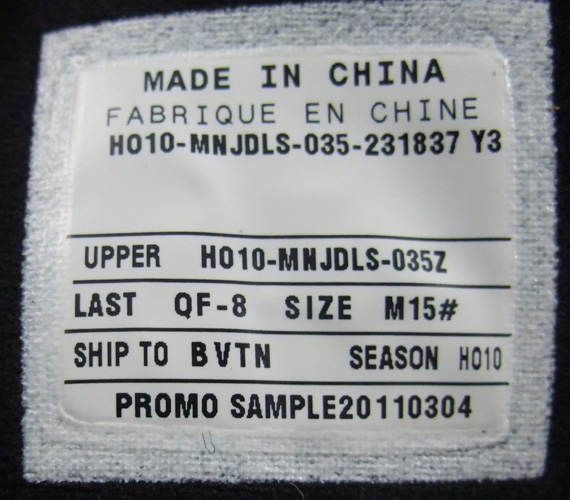 MADE IN CHINA
FABRIQUE EN CHINE
HO10-MNJDLS-035-231837 Y3
UPPER HO10-MNJDLS-035Z
LAST QF-8 SIZE M15#
SHIP TO BVTN SEASON HO10
PROMO SAMPLE20110304